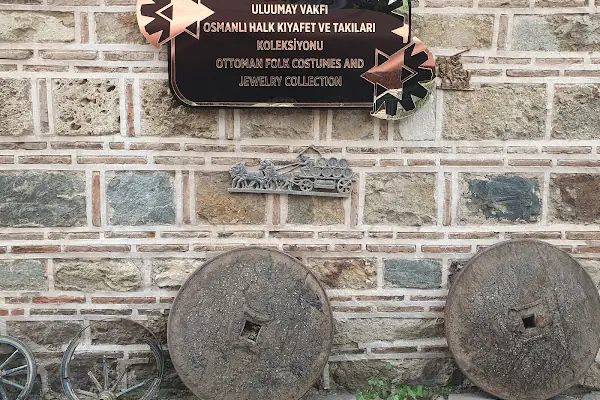 ULUUMAY VAKFI
OSMANLI HALK KIYAFET VE TAKILARI
KOLEKSİYONU
OTTOMAN FOLK COSTUMES AND
JEWELRY COLLECTION